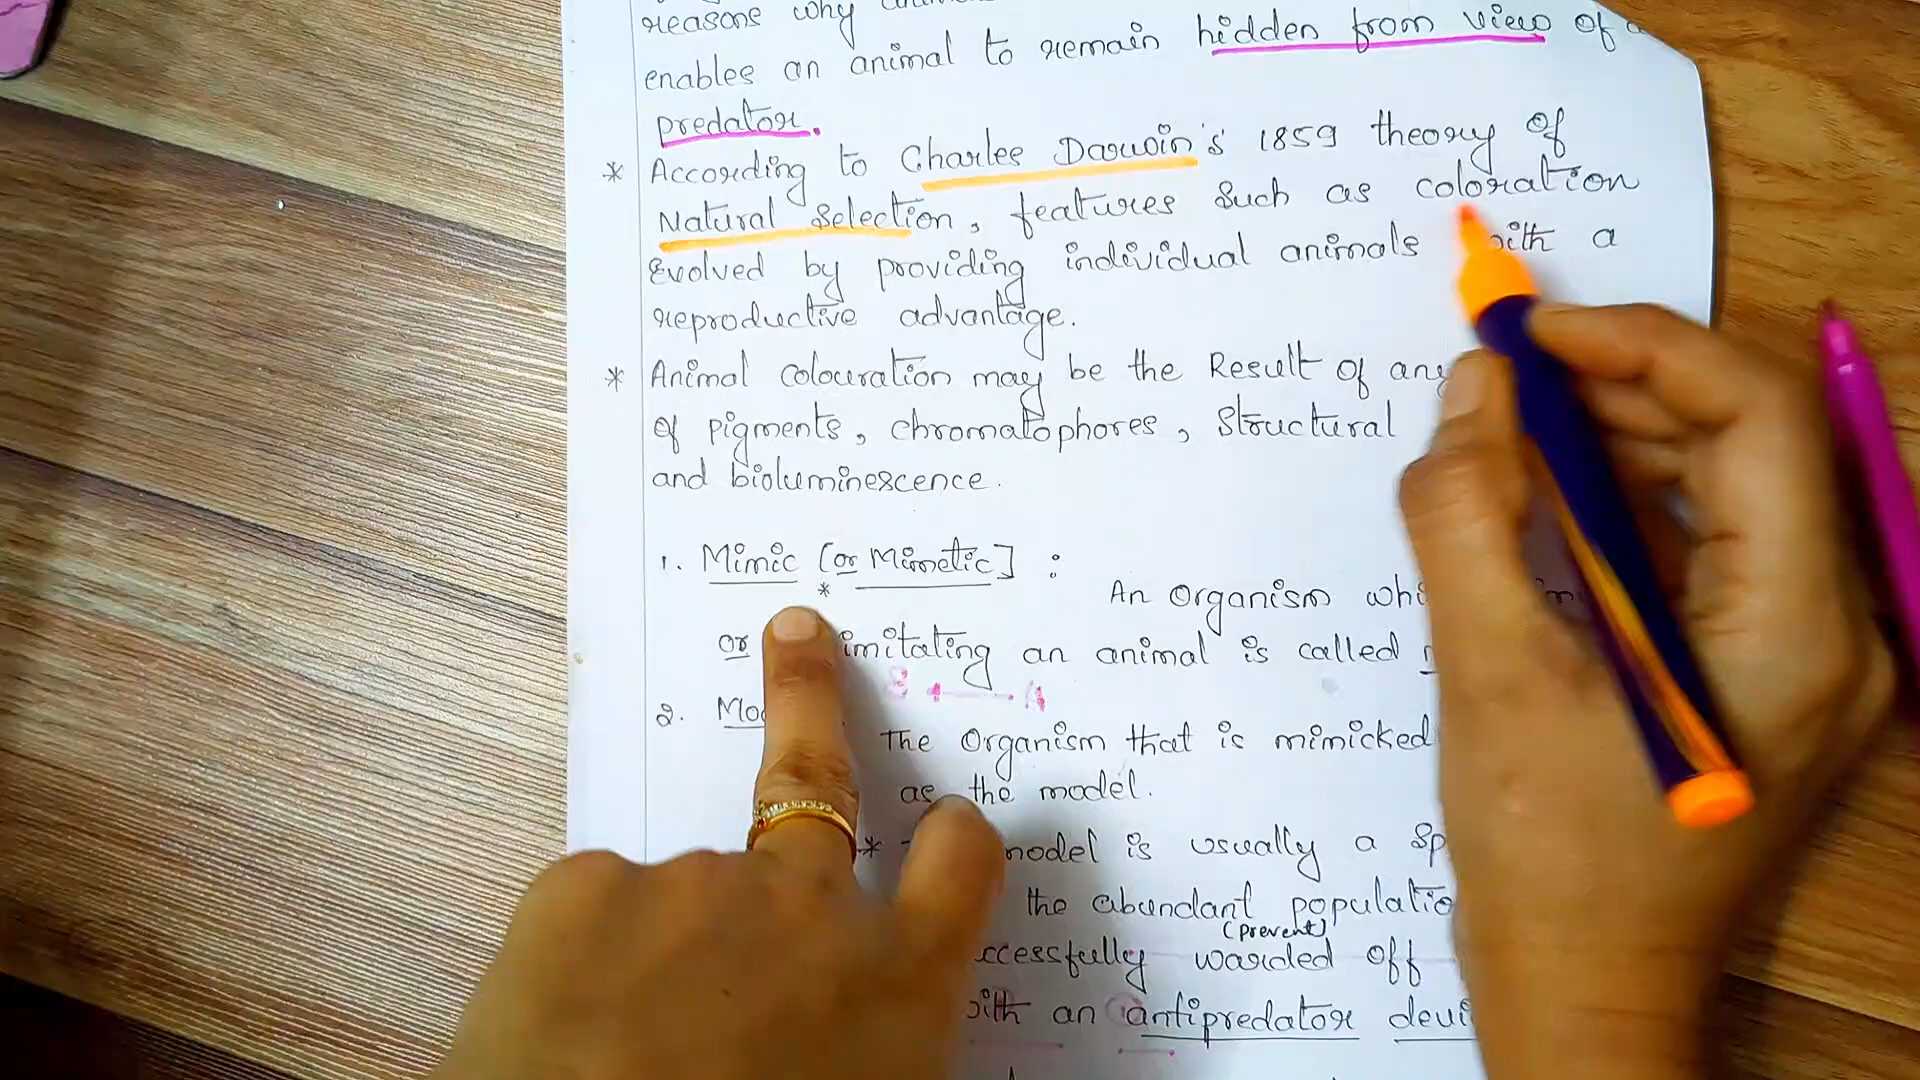 reasons why
enables an animal to remain hidden from view of
predator.
* According to Charles Darwin's 1859 theory of
Natural Selection, features such as coloration
evolved by providing individual animals with a
reproductive advantage.
* Animal Colouration may be the Result of any
of pigments, chromatophores, Structural
and bioluminescence.
1. Mimic [or Mimetic] :
* An Organism
or imitating an animal is called
2.
The Organism that is mimicked
as the model.
* model is usually a
the abundant
(prevent)
warded off
an antipredator